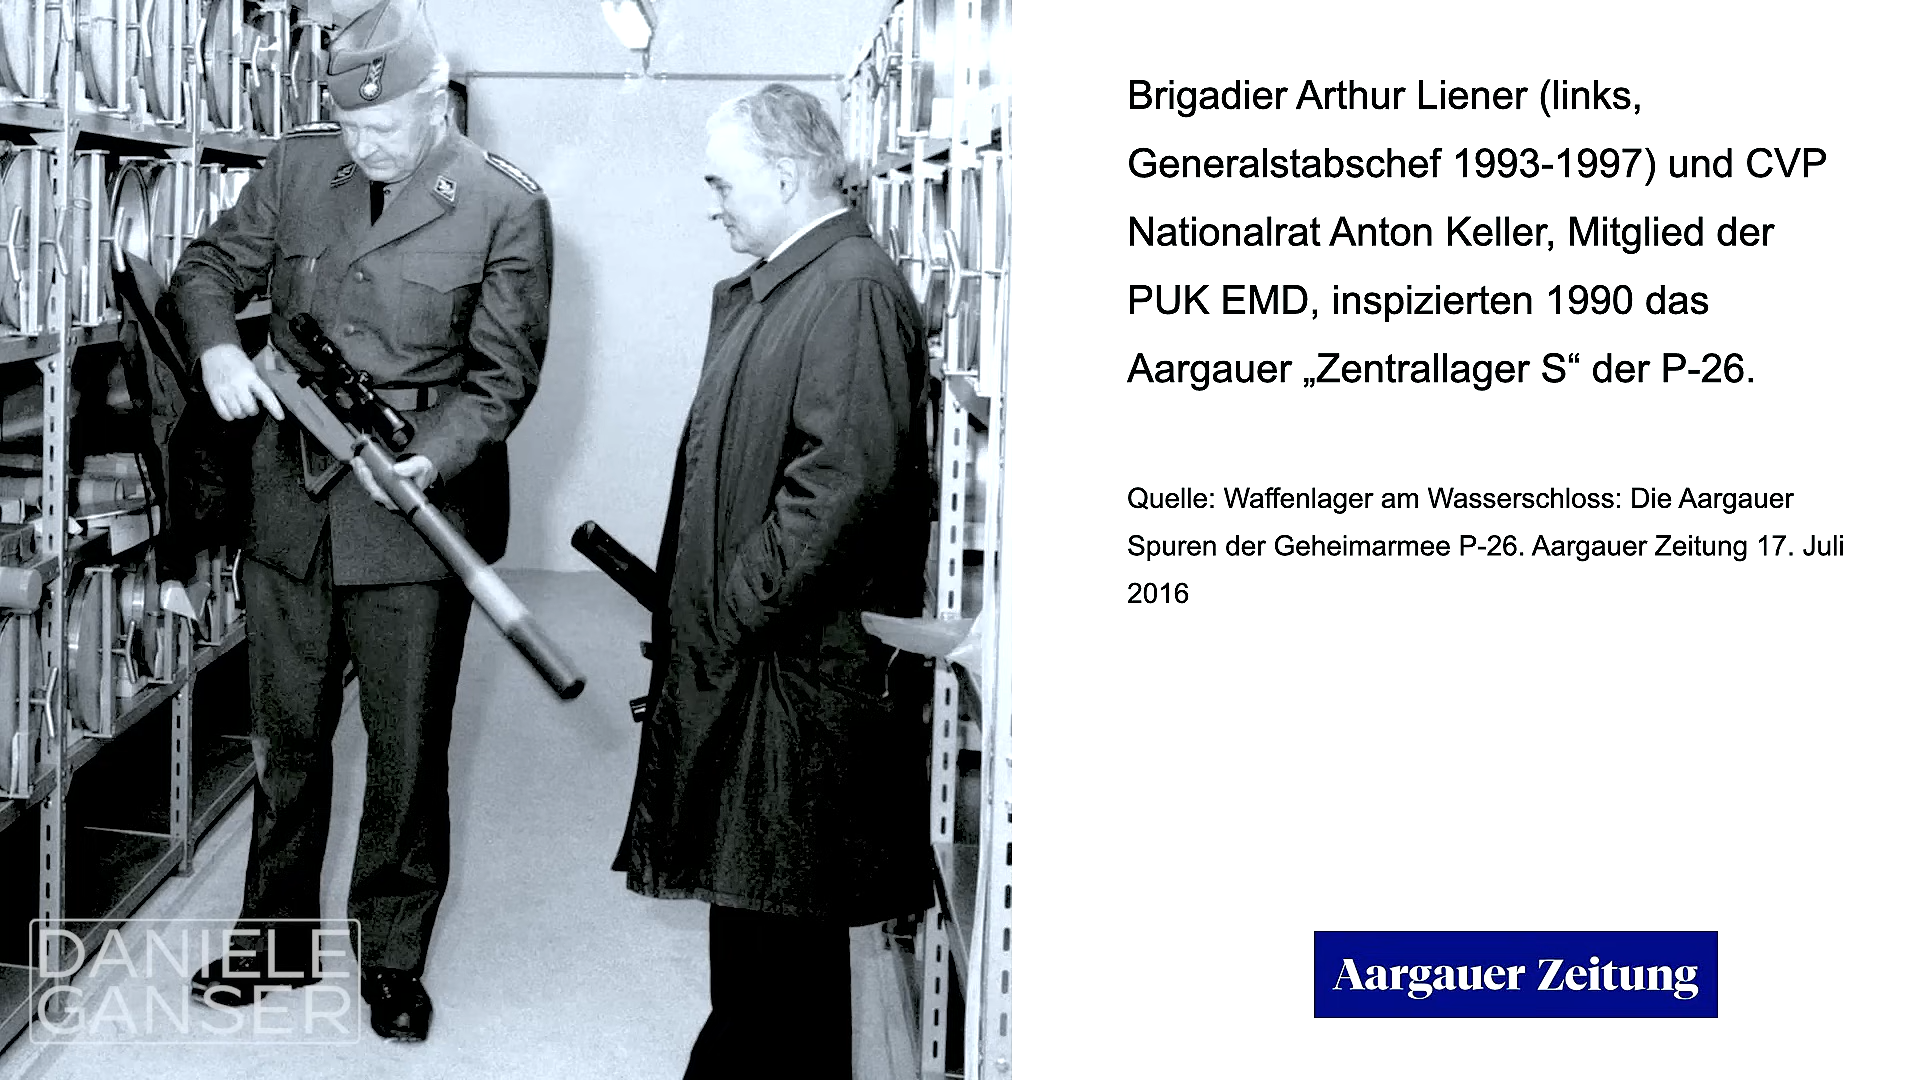 Brigadier Arthur Liener (links,
Generalstabschef 1993-1997) und CVP
Nationalrat Anton Keller, Mitglied der
PUK EMD, inspizierten 1990 das
Aargauer „Zentrallager S“ der P-26.
Quelle: Waffenlager am Wasserschloss: Die Aargauer
Spuren der Geheimarmee P-26. Aargauer Zeitung 17. Juli
2016
Aargauer Zeitung
DANIELE
GANSER